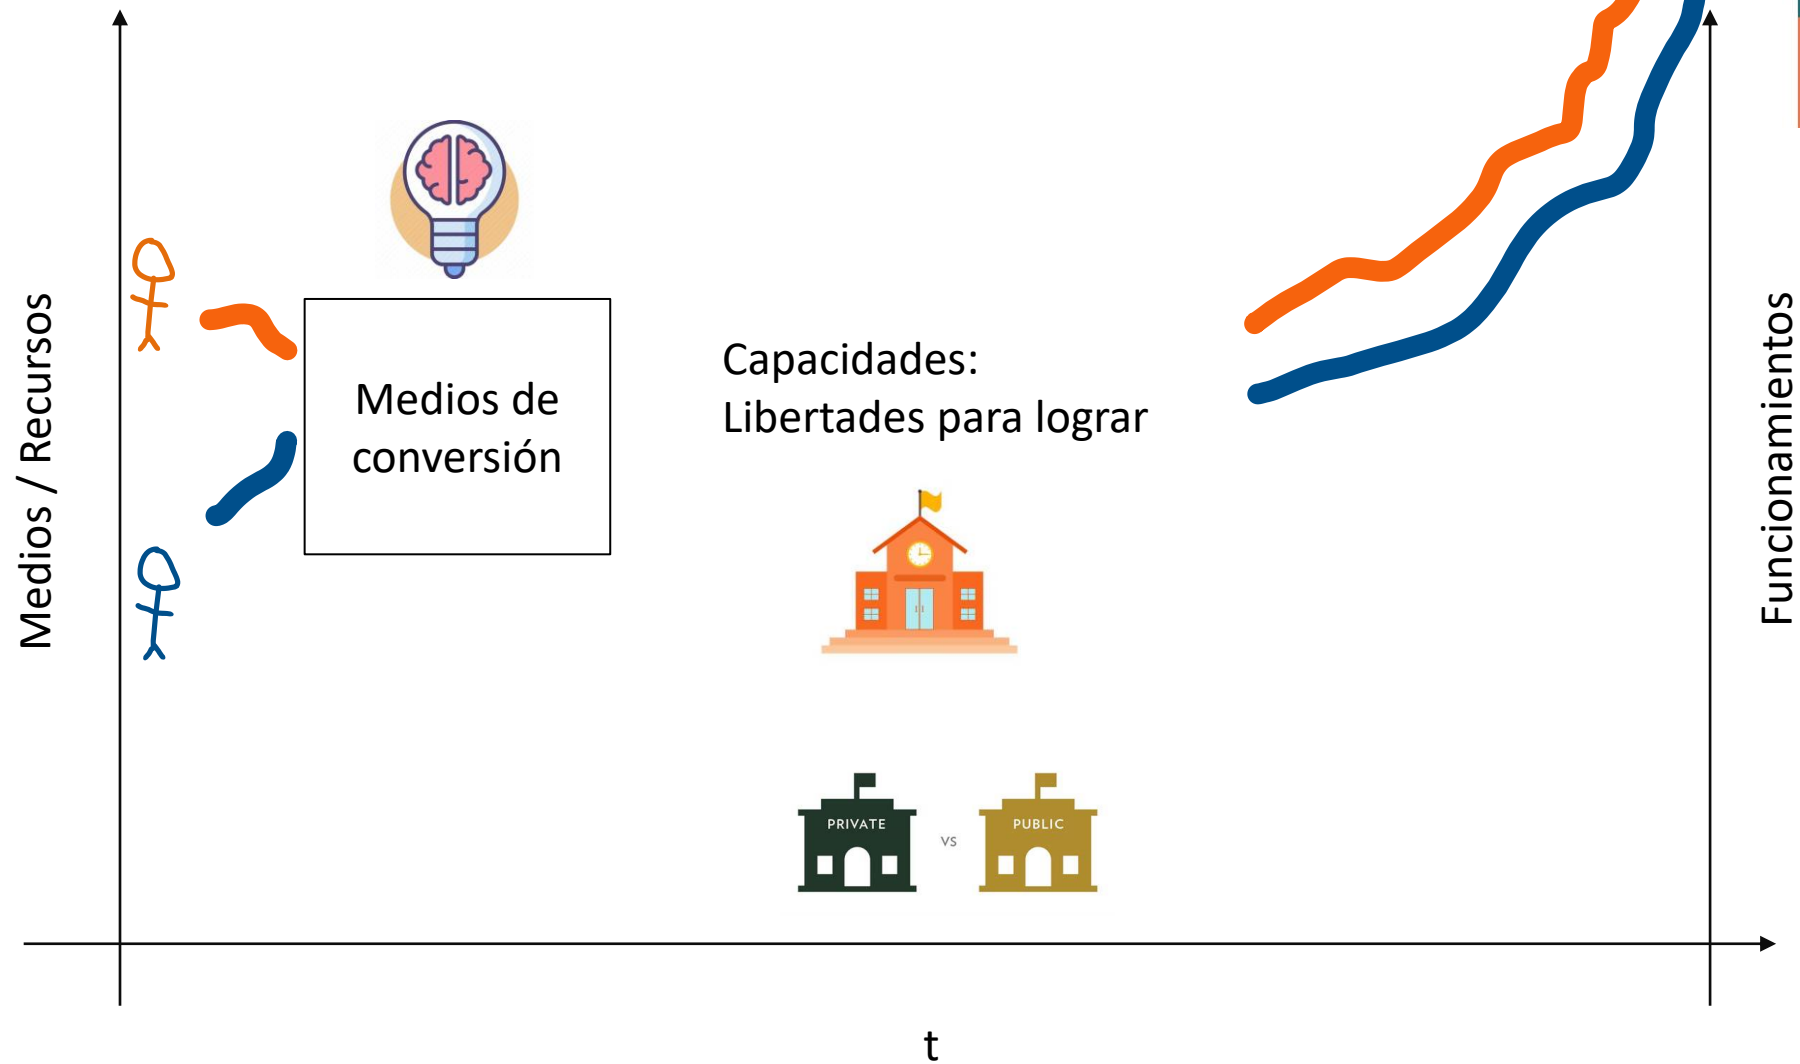 Medios / Recursos
Medios de
conversión
Capacidades:
Libertades para lograr
PRIVATE
vs
PUBLIC
Funcionamientos
t